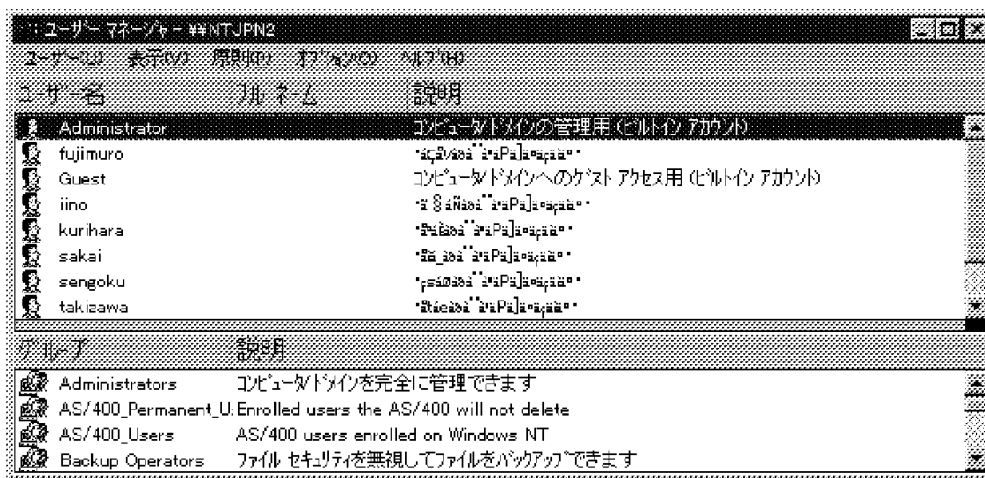 ユーザー マネージャ - ¥¥NTJPN2
ユーザー(U) 表示(V) 原則(P) オプション(O) ヘルプ(H)
ユーザー名 フル ネーム 説明
Administrator コンピュータ/ドメインの管理用 (ビルトイン アカウント)
fujimuro
Guest コンピュータ/ドメインへのゲスト アクセス用 (ビルトイン アカウント)
iino
kurihara
sakai
sengoku
takizawa
グループ 説明
Administrators コンピュータ/ドメインを完全に管理できます
AS/400_Permanent_U Enrolled users the AS/400 will not delete
AS/400_Users AS/400 users enrolled on Windows NT
Backup Operators ファイル セキュリティを無視してファイルをバックアップできます